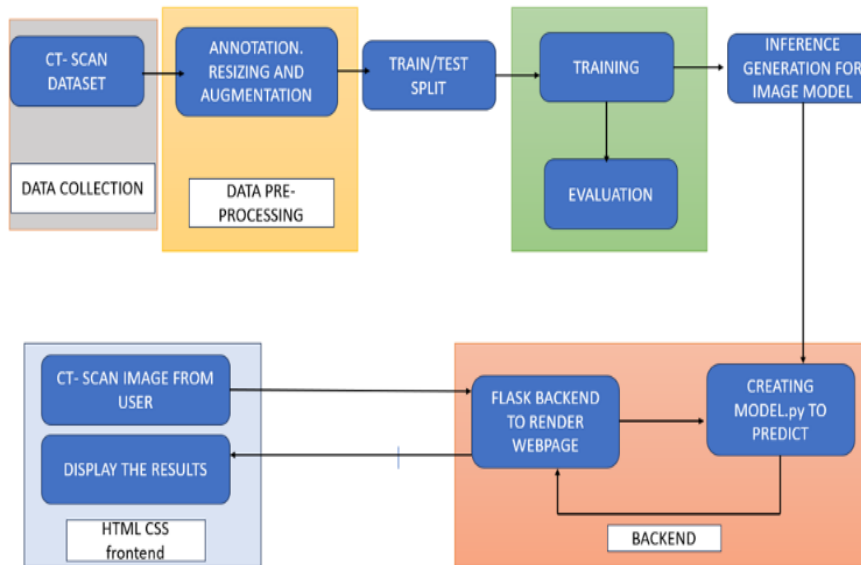 CT- SCAN
DATASET
DATA COLLECTION
ANNOTATION.
RESIZING AND
AUGMENTATION
DATA PRE-
PROCESSING
TRAIN/TEST
SPLIT
TRAINING
EVALUATION
INFERENCE
GENERATION FOR
IMAGE MODEL
CT- SCAN IMAGE FROM
USER
DISPLAY THE RESULTS
HTML CSS
frontend
FLASK BACKEND
TO RENDER
WEBPAGE
CREATING
MODEL.py TO
PREDICT
BACKEND